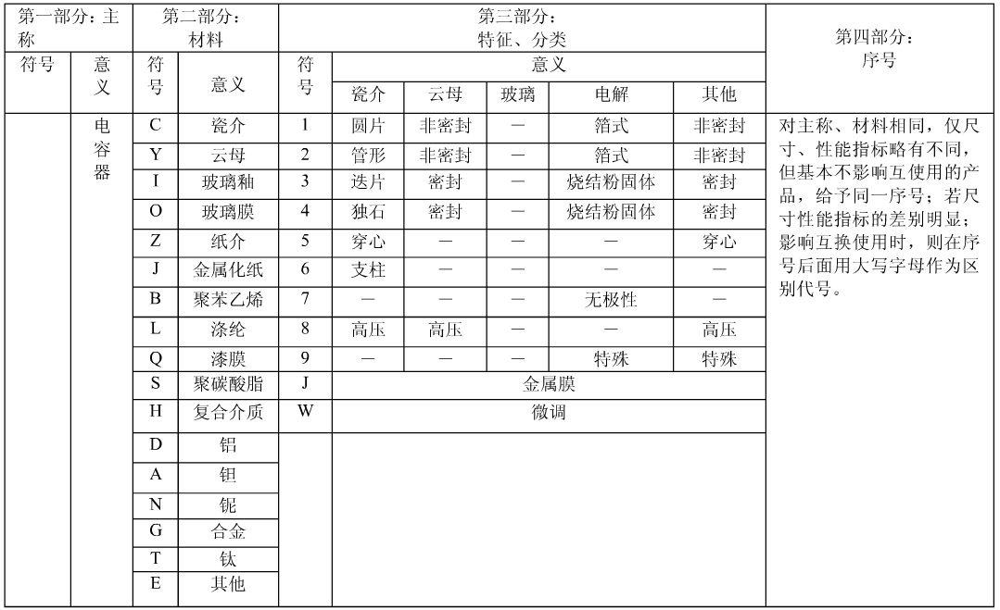 第一部分：主称 第二部分：材料 第三部分：特征、分类 第四部分：序号
符号 意义 符号 意义 符号 意义
瓷介 云母 玻璃 电解 其他
电容器 C 瓷介 1 圆片 非密封 — 箔式 非密封
Y 云母 2 管形 非密封 — 箔式 非密封
I 玻璃釉 3 迭片 密封 — 烧结粉固体 密封
O 玻璃膜 4 独石 密封 — 烧结粉固体 密封
Z 纸介 5 穿心 — — — 穿心
J 金属化纸 6 支柱 — — — —
B 聚苯乙烯 7 — — — 无极性 —
L 涤纶 8 高压 高压 — — 高压
Q 漆膜 9 — — — 特殊 特殊
S 聚碳酸脂 J 金属膜
H 复合介质 W 微调
D 铝
A 钽
N 铌
G 合金
T 钛
E 其他
对主称、材料相同，仅尺
寸、性能指标略有不同，
但基本不影响互使用的产
品，给予同一序号；若尺
寸性能指标的差别明显；
影响互换使用时，则在序
号后面用大写字母作为区
别代号。